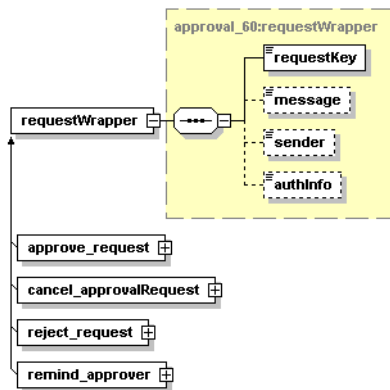 approval_60:requestWrapper
requestKey
message
requestWrapper
sender
authInfo
approve_request
cancel_approvalRequest
reject_request
remind_approver